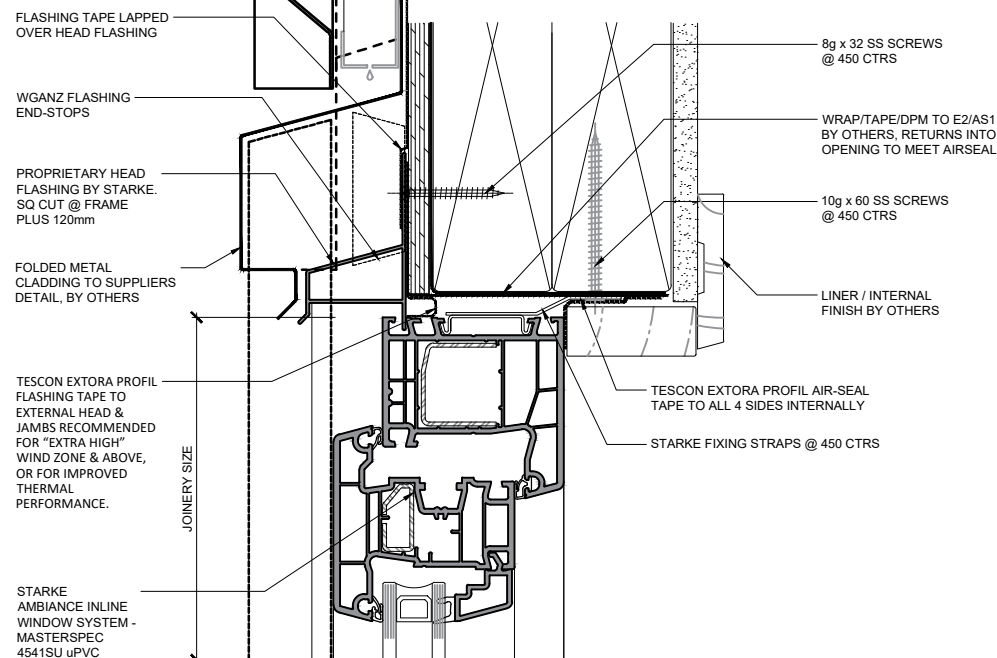 FLASHING TAPE LAPPED
OVER HEAD FLASHING
WGANZ FLASHING
END-STOPS
PROPRIETARY HEAD
FLASHING BY STARKE.
SQ CUT @ FRAME
PLUS 120mm
FOLDED METAL
CLADDING TO SUPPLIERS
DETAIL, BY OTHERS
TESCON EXTORA PROFIL
FLASHING TAPE TO
EXTERNAL HEAD &
JAMBS RECOMMENDED
FOR “EXTRA HIGH”
WIND ZONE & ABOVE,
OR FOR IMPROVED
THERMAL
PERFORMANCE.
JOINERY SIZE
STARKE
AMBIANCE INLINE
WINDOW SYSTEM -
MASTERSPEC
4541SU uPVC
8g x 32 SS SCREWS
@ 450 CTRS
WRAP/TAPE/DPM TO E2/AS1
BY OTHERS, RETURNS INTO
OPENING TO MEET AIRSEAL
10g x 60 SS SCREWS
@ 450 CTRS
LINER / INTERNAL
FINISH BY OTHERS
TESCON EXTORA PROFIL AIR-SEAL
TAPE TO ALL 4 SIDES INTERNALLY
STARKE FIXING STRAPS @ 450 CTRS